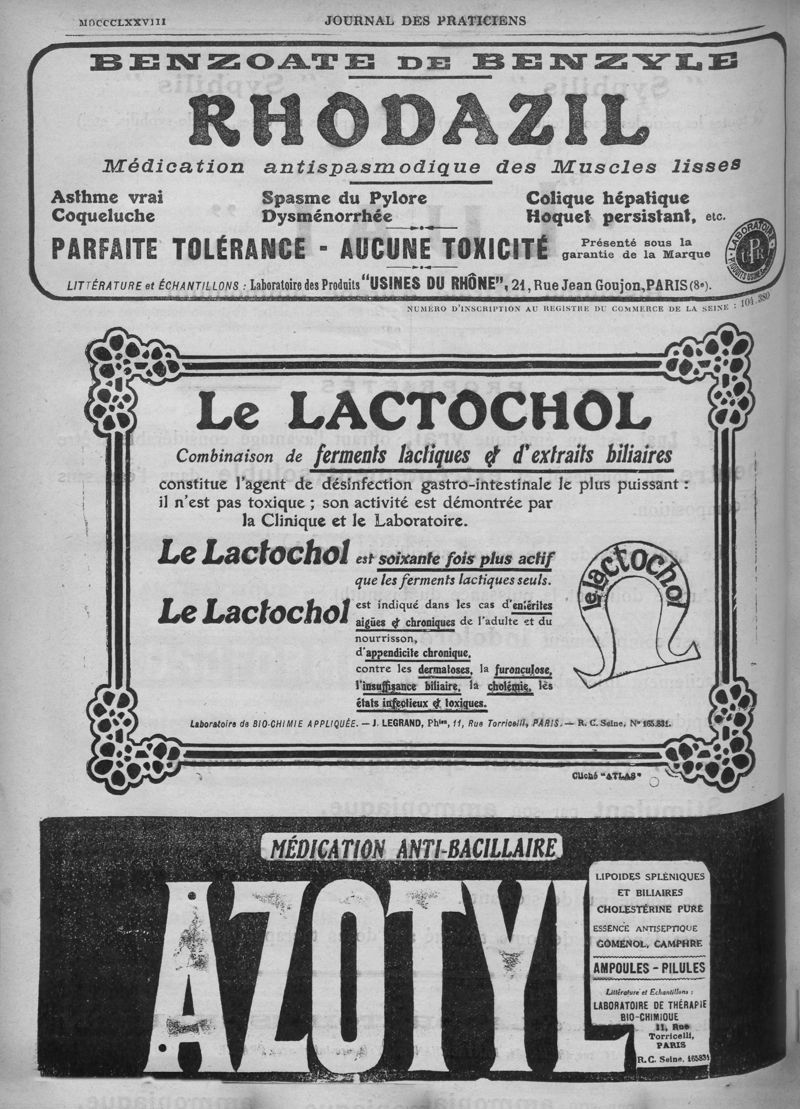 MDCCCLXXVIII
JOURNAL DES PRATICIENS
BENZOATE DE BENZYLE
RHODAZIL
Médication antispasmodique des Muscles lisses
Asthme vrai Spasme du Pylore Colique hépatique
Coqueluche Dysménorrhée Hoquet persistant, etc.
PARFAITE TOLÉRANCE - AUCUNE TOXICITÉ
Présenté sous la
garantie de la Marque
LABORATOIRE
PRODUITS USINES
LITTÉRATURE et ÉCHANTILLONS : Laboratoire des Produits "USINES DU RHÔNE", 21, Rue Jean Goujon, PARIS (8e).
NUMÉRO D'INSCRIPTION AU REGISTRE DU COMMERCE DE LA SEINE : 104.380
Le LACTOCHOL
Combinaison de ferments lactiques & d'extraits biliaires
constitue l'agent de désinfection gastro-intestinale le plus puissant :
il n'est pas toxique ; son activité est démontrée par
la Clinique et le Laboratoire.
Le Lactochol est soixante fois plus actif
que les ferments lactiques seuls.
Le Lactochol est indiqué dans les cas d'entérites
aigües & chroniques de l'adulte et du
nourrisson,
d'appendicite chronique,
contre les dermatoses, la furonculose,
l'insuffisance biliaire, la cholémie, les
états infectieux & toxiques.
le lactochol
Laboratoire de BIO-CHIMIE APPLIQUÉE. — J. LEGRAND, Phien, 11, Rue Torricelli, PARIS. — R. C. Seine, No 165.831.
Cliché "ATLAS"
MÉDICATION ANTI-BACILLAIRE
AZOTYL
LIPOIDES SPLÉNIQUES
ET BILIAIRES
CHOLESTÉRINE PURE
ESSENCE ANTISEPTIQUE
GOMÉNOL, CAMPHRE
AMPOULES - PILULES
Littérature et Echantillons :
LABORATOIRE DE THÉRAPIE
BIO-CHIMIQUE
11, Rue
Torricelli,
PARIS
R. C. Seine, 165831